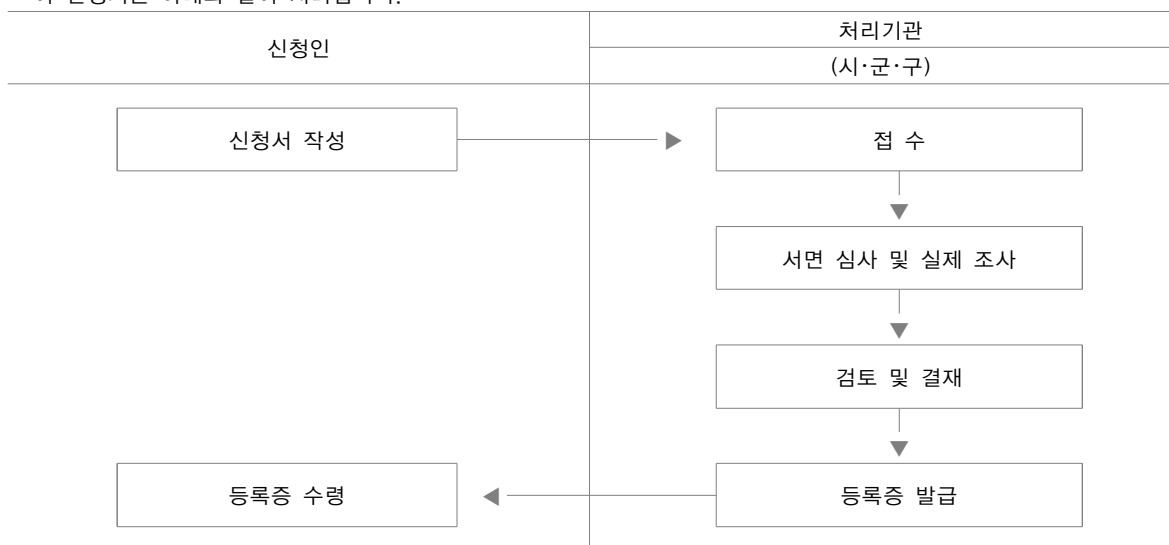 신청인
처리기관
(시·군·구)
신청서 작성
접 수
서면 심사 및 실제 조사
검토 및 결재
등록증 수령
등록증 발급